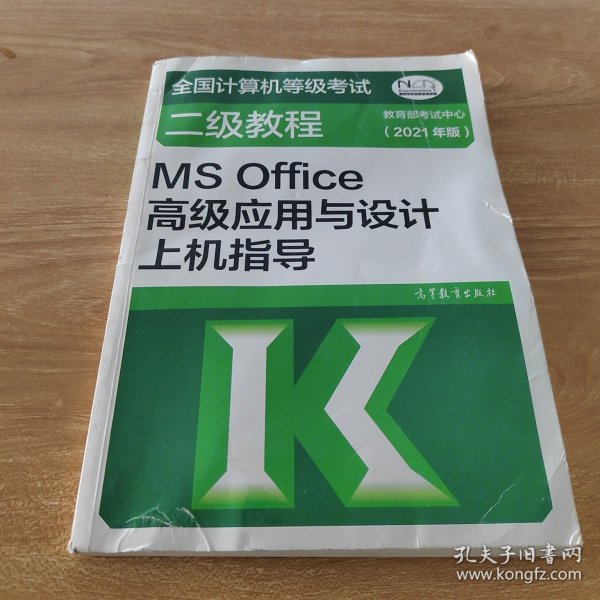 全国计算机等级考试
NCR
二级教程
教育部考试中心
（2021年版）
MS Office
高级应用与设计
上机指导
高等教育出版社
K
孔夫子旧书网
www.kongfz.com